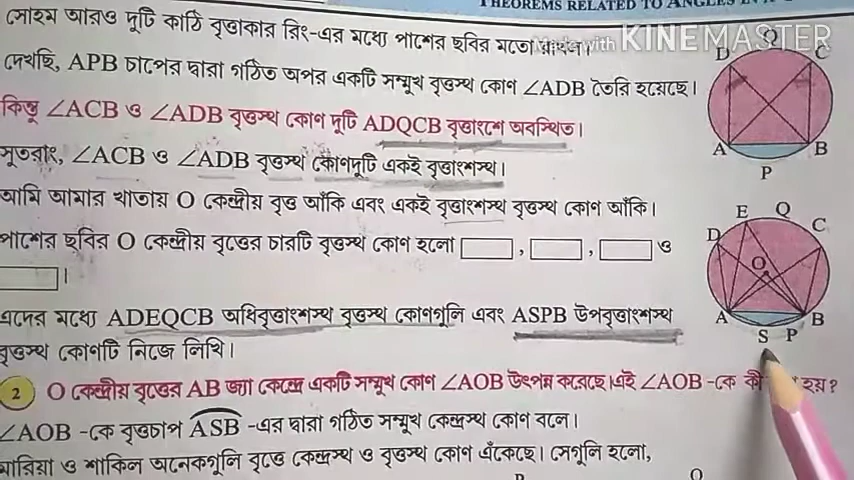 THEOREMS RELATED TO ANGLES IN A
সোহম আরও দুটি কাঠি বৃত্তাকার রিং-এর মধ্যে পাশের ছবির মতো রাখল।
Made with KINEMASTER
দেখছি, APB চাপের দ্বারা গঠিত অপর একটি সম্মুখ বৃত্তস্থ কোণ ∠ADB তৈরি হয়েছে।
কিন্তু ∠ACB ও ∠ADB বৃত্তস্থ কোণ দুটি ADQCB বৃত্তাংশে অবস্থিত।
সুতরাং, ∠ACB ও ∠ADB বৃত্তস্থ কোণদুটি একই বৃত্তাংশস্থ।
D Q C
A B
P
আমি আমার খাতায় O কেন্দ্রীয় বৃত্ত আঁকি এবং একই বৃত্তাংশস্থ বৃত্তস্থ কোণ আঁকি।
পাশের ছবির O কেন্দ্রীয় বৃত্তের চারটি বৃত্তস্থ কোণ হলো , , ও
।
এদের মধ্যে ADEQCB অধিবৃত্তাংশস্থ বৃত্তস্থ কোণগুলি এবং ASPB উপবৃত্তাংশস্থ
বৃত্তস্থ কোণটি নিজে লিখি।
E Q
D C
O
A B
S P
2 O কেন্দ্রীয় বৃত্তের AB জ্যা কেন্দ্রে একটি সম্মুখ কোণ ∠AOB উৎপন্ন করেছে।এই ∠AOB -কে কী হয়?
∠AOB -কে বৃত্তচাপ ASB -এর দ্বারা গঠিত সম্মুখ কেন্দ্রস্থ কোণ বলে।
মারিয়া ও শাকিল অনেকগুলি বৃত্তে কেন্দ্রস্থ ও বৃত্তস্থ কোণ এঁকেছে। সেগুলি হলো,